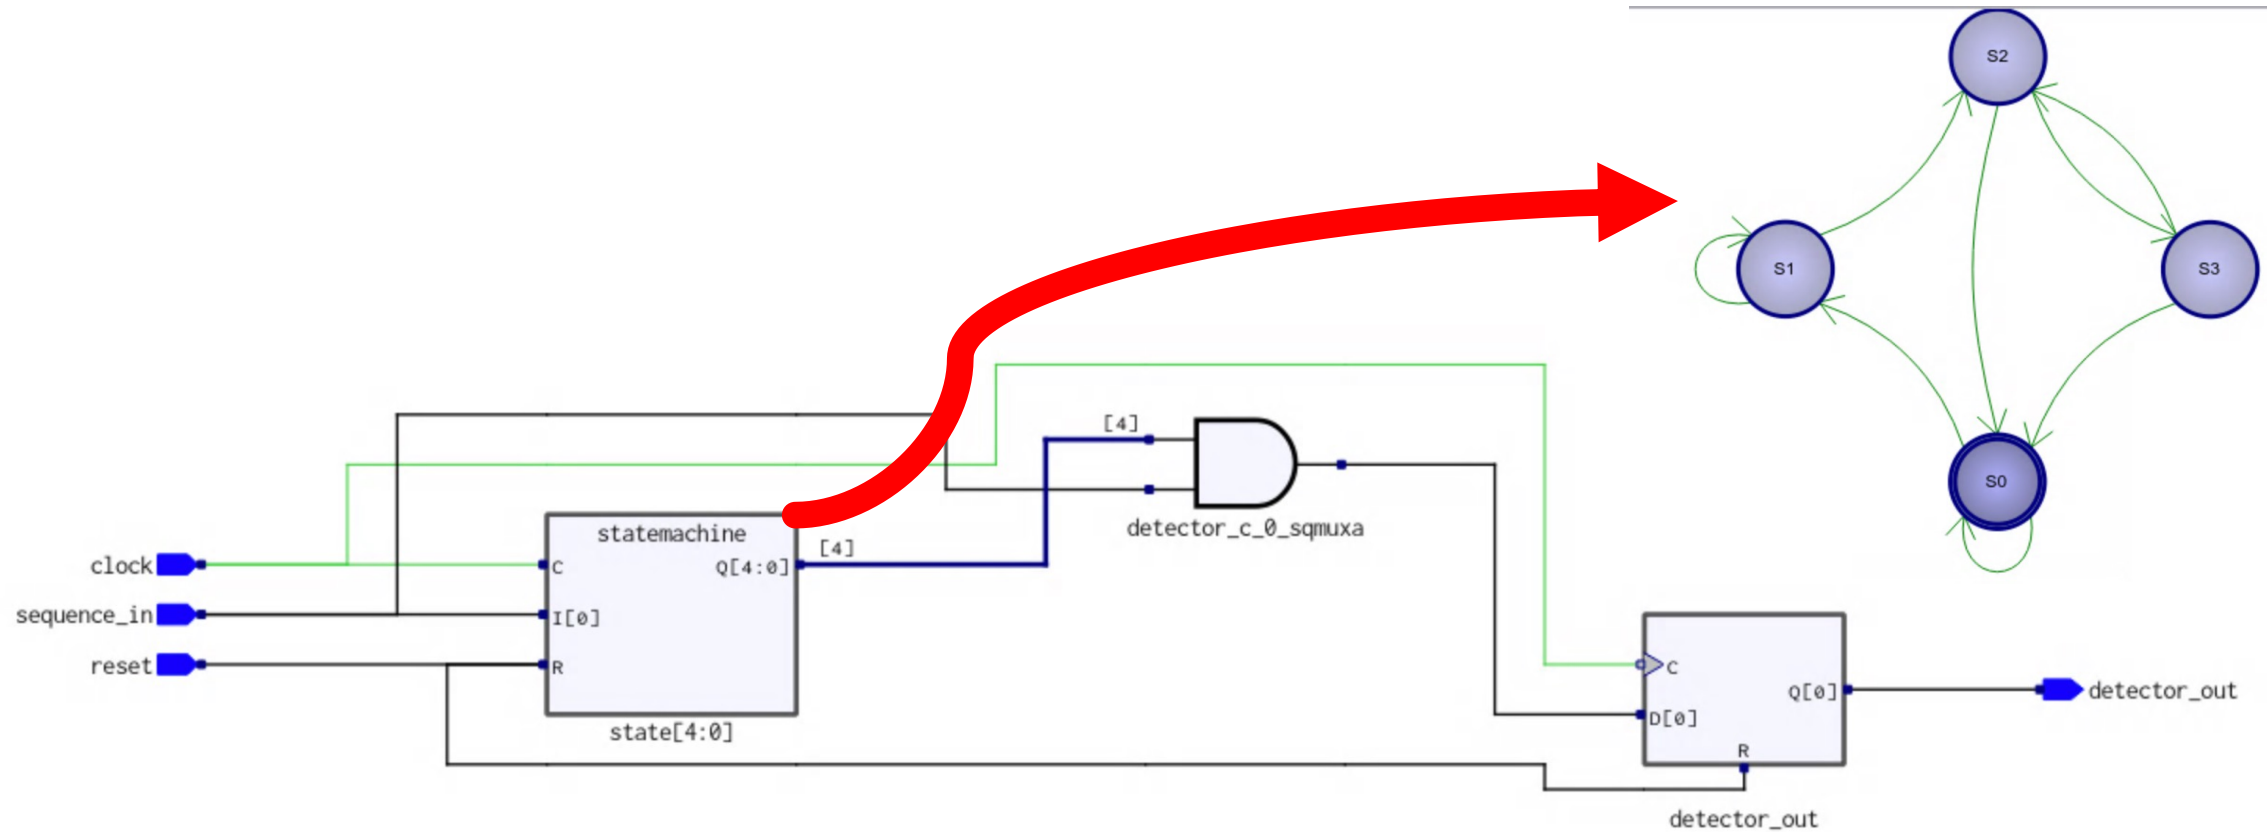 S2
S1
S3
S0
[4]
detector_c_0_sqmuxa
statemachine
[4]
clock
C
Q[4:0]
sequence_in
I[0]
reset
R
state[4:0]
C
Q[0]
detector_out
D[0]
R
detector_out